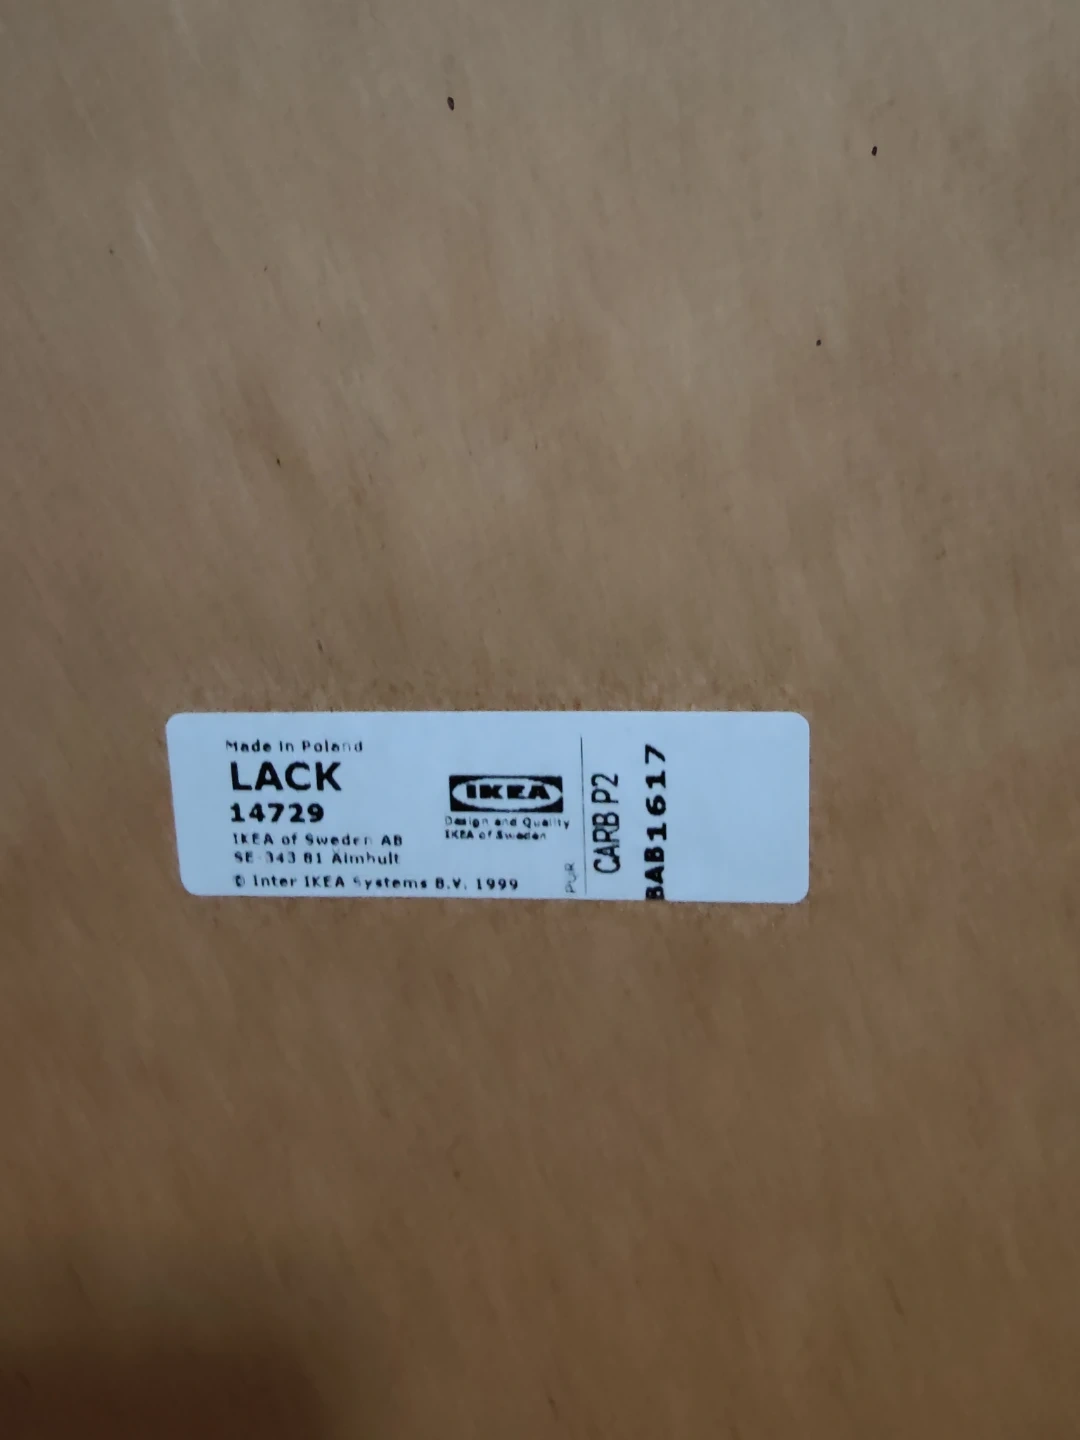 Made in Poland
LACK
14729
IKEA of Sweden AB
SE-343 81 Älmhult
© Inter IKEA Systems B.V. 1999
IKEA
Design and Quality
IKEA of Sweden
PUR
CARB P2
BAB1617